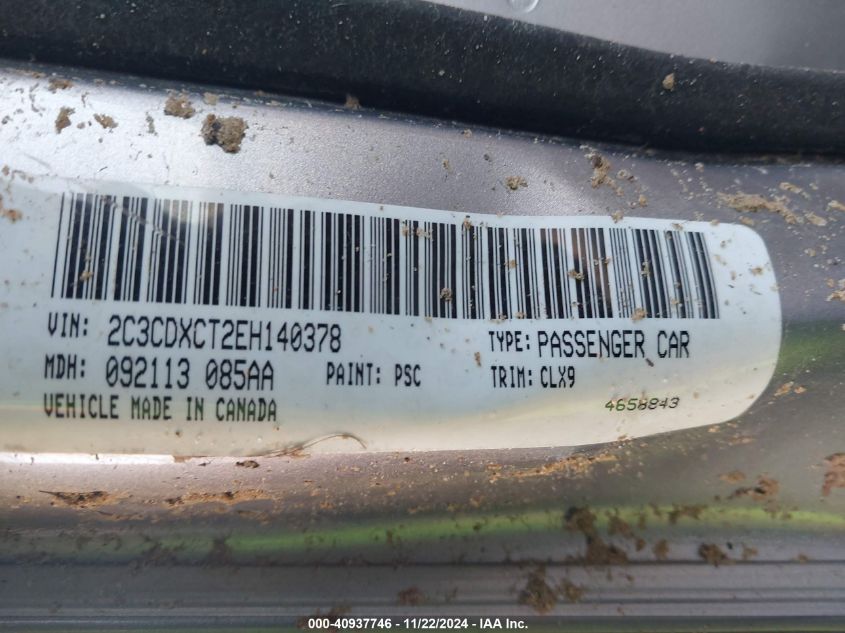 VIN: 2C3CDXCT2EH140378 TYPE: PASSENGER CAR
MDH: 092113 085AA PAINT: PSC TRIM: CLX9
VEHICLE MADE IN CANADA 4658843
000-40937746 - 11/22/2024 - IAA Inc.